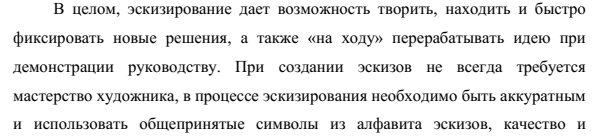 В целом, эскизирование дает возможность творить, находить и быстро
фиксировать новые решения, а также «на ходу» перерабатывать идею при
демонстрации руководству. При создании эскизов не всегда требуется
мастерство художника, в процессе эскизирования необходимо быть аккуратным
и использовать общепринятые символы из алфавита эскизов, качество и